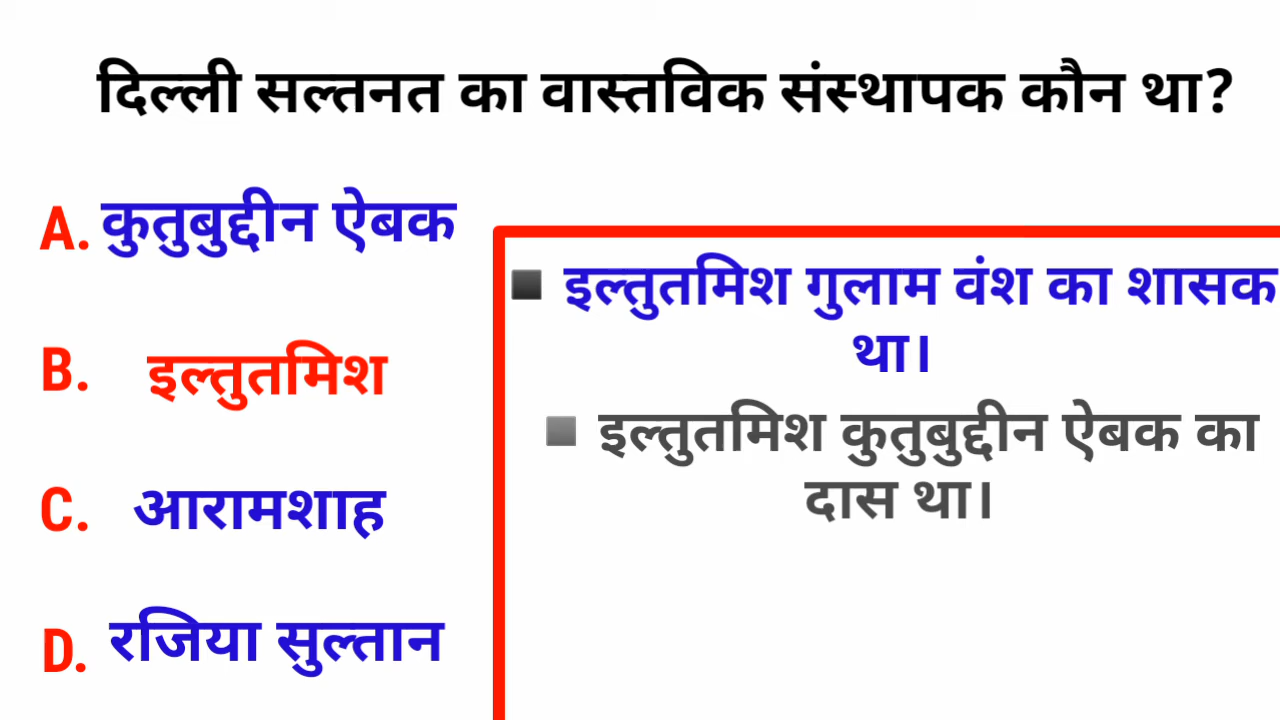 दिल्ली सल्तनत का वास्तविक संस्थापक कौन था?
A. कुतुबुद्दीन ऐबक
B. इल्तुतमिश
C. आरामशाह
D. रजिया सुल्तान
▪ इल्तुतमिश गुलाम वंश का शासक
था।
▪ इल्तुतमिश कुतुबुद्दीन ऐबक का
दास था।